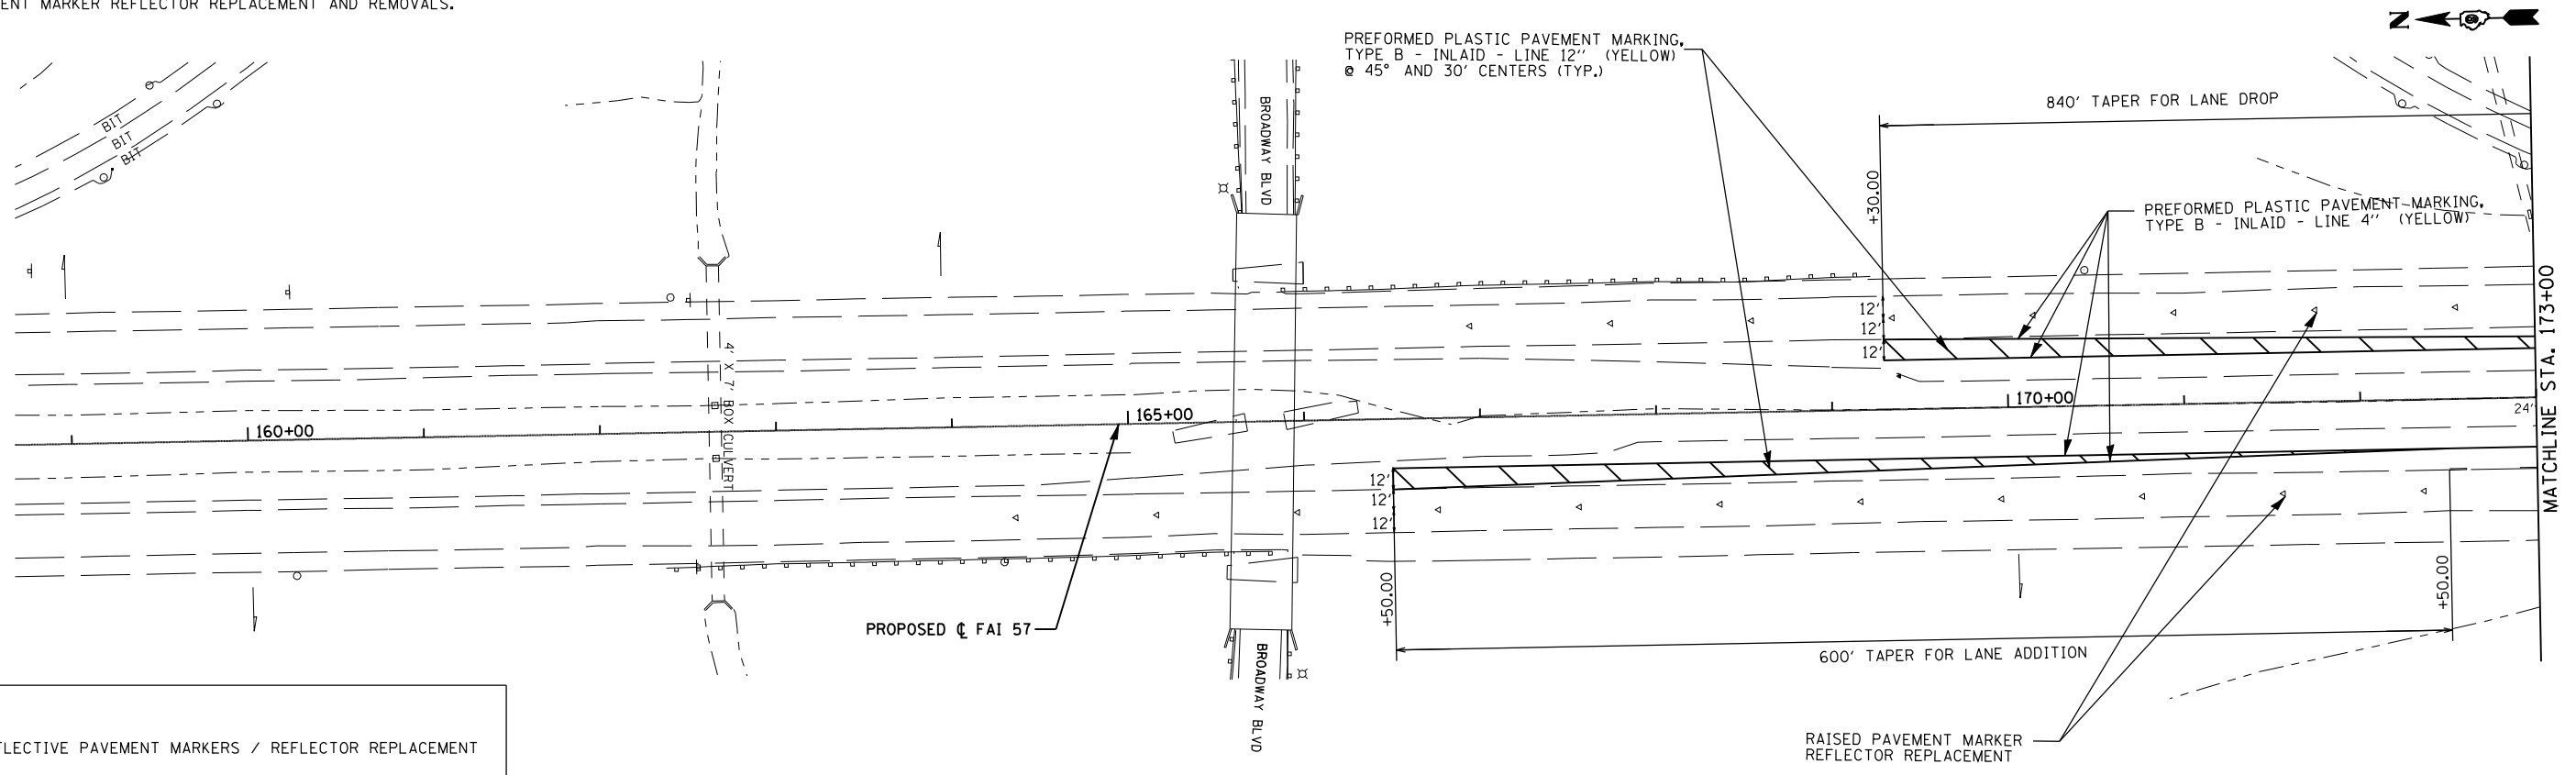 ENT MARKER REFLECTOR REPLACEMENT AND REMOVALS.
N
PREFORMED PLASTIC PAVEMENT MARKING,
TYPE B - INLAID - LINE 12'' (YELLOW)
@ 45° AND 30' CENTERS (TYP.)
840' TAPER FOR LANE DROP
BIT
BIT
BIT
BROADWAY BLVD
+30.00
PREFORMED PLASTIC PAVEMENT MARKING,
TYPE B - INLAID - LINE 4'' (YELLOW)
12'
12'
12'
MATCHLINE STA. 173+00
4' X 7' BOX CULVERT
160+00
165+00
170+00
24'
12'
12'
12'
+50.00
+50.00
PROPOSED ℄ FAI 57
600' TAPER FOR LANE ADDITION
BROADWAY BLVD
RAISED PAVEMENT MARKER
REFLECTOR REPLACEMENT
FLECTIVE PAVEMENT MARKERS / REFLECTOR REPLACEMENT